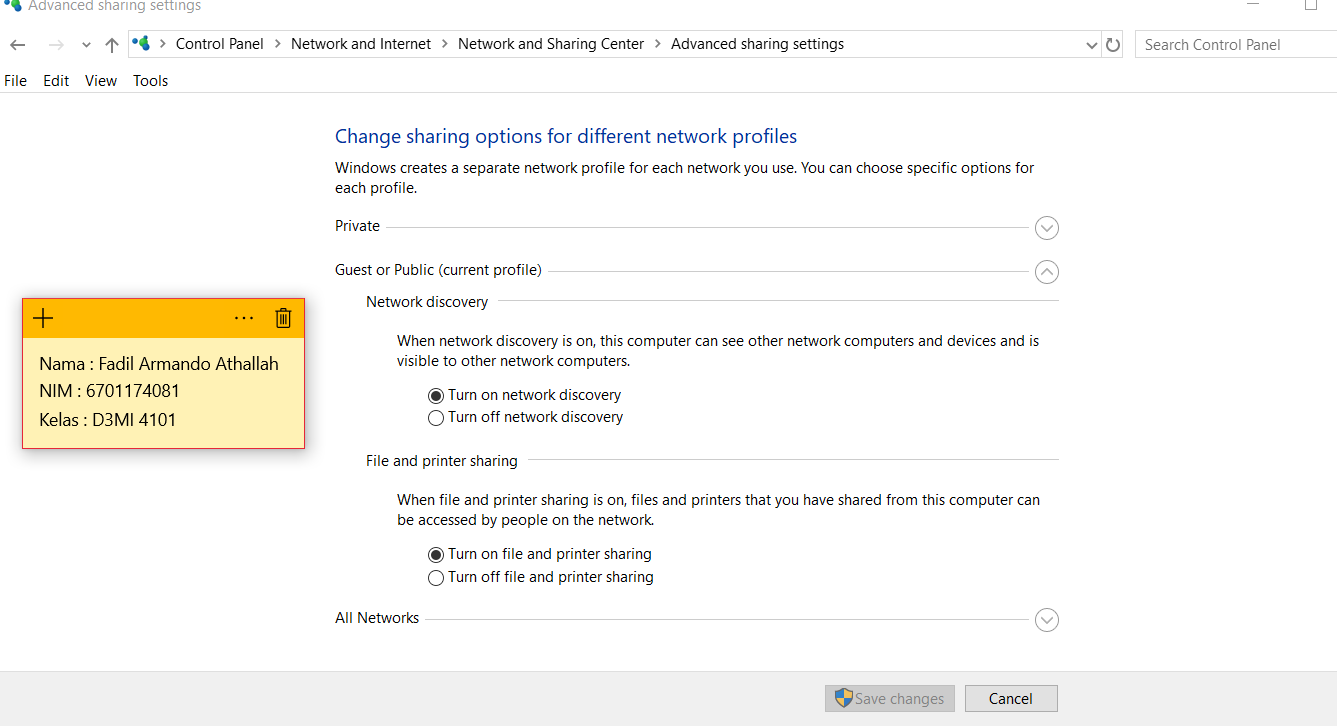 Advanced sharing settings
Control Panel > Network and Internet > Network and Sharing Center > Advanced sharing settings
Search Control Panel
File Edit View Tools
Change sharing options for different network profiles
Windows creates a separate network profile for each network you use. You can choose specific options for
each profile.
Private
Guest or Public (current profile)
Network discovery
When network discovery is on, this computer can see other network computers and devices and is
visible to other network computers.
Turn on network discovery
Turn off network discovery
File and printer sharing
When file and printer sharing is on, files and printers that you have shared from this computer can
be accessed by people on the network.
Turn on file and printer sharing
Turn off file and printer sharing
All Networks
Nama : Fadil Armando Athallah
NIM : 6701174081
Kelas : D3MI 4101
Save changes
Cancel